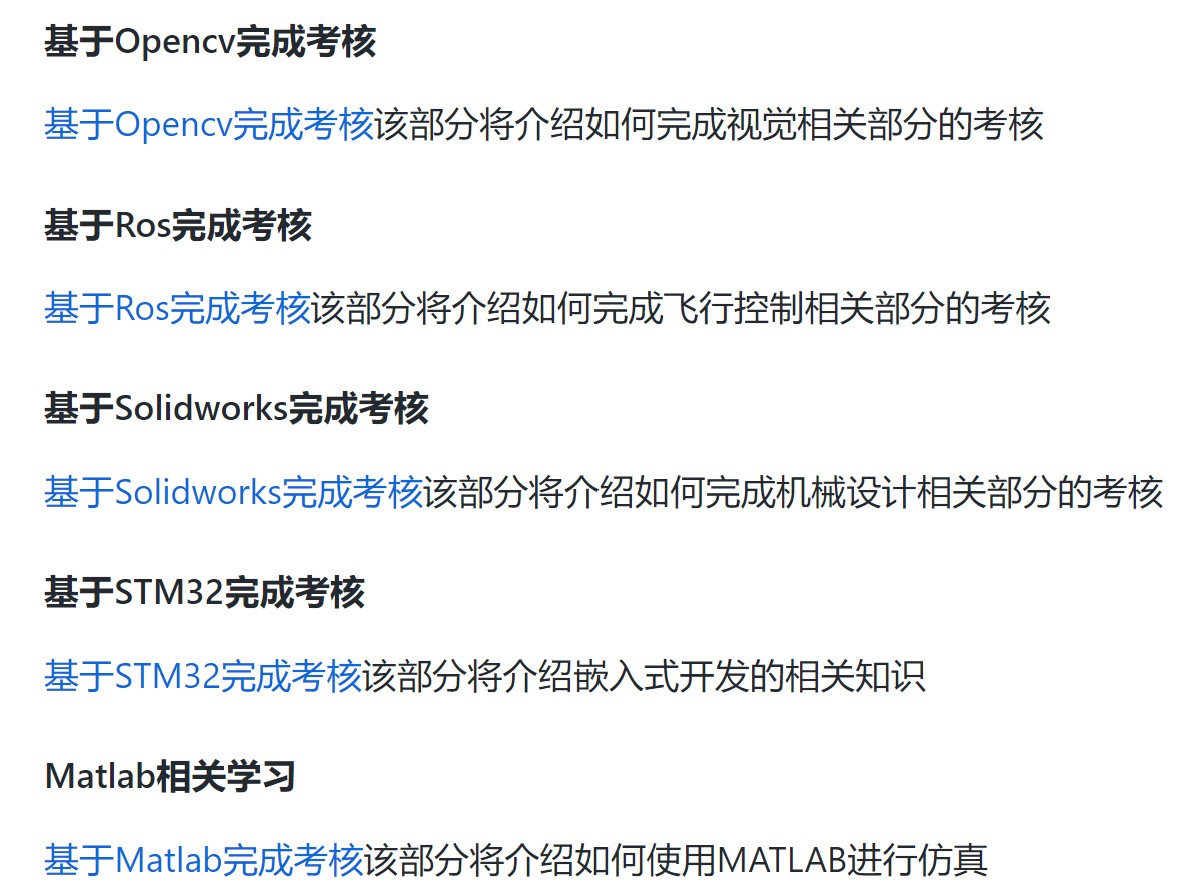 基于Opencv完成考核
基于Opencv完成考核该部分将介绍如何完成视觉相关部分的考核
基于Ros完成考核
基于Ros完成考核该部分将介绍如何完成飞行控制相关部分的考核
基于Solidworks完成考核
基于Solidworks完成考核该部分将介绍如何完成机械设计相关部分的考核
基于STM32完成考核
基于STM32完成考核该部分将介绍嵌入式开发的相关知识
Matlab相关学习
基于Matlab完成考核该部分将介绍如何使用MATLAB进行仿真